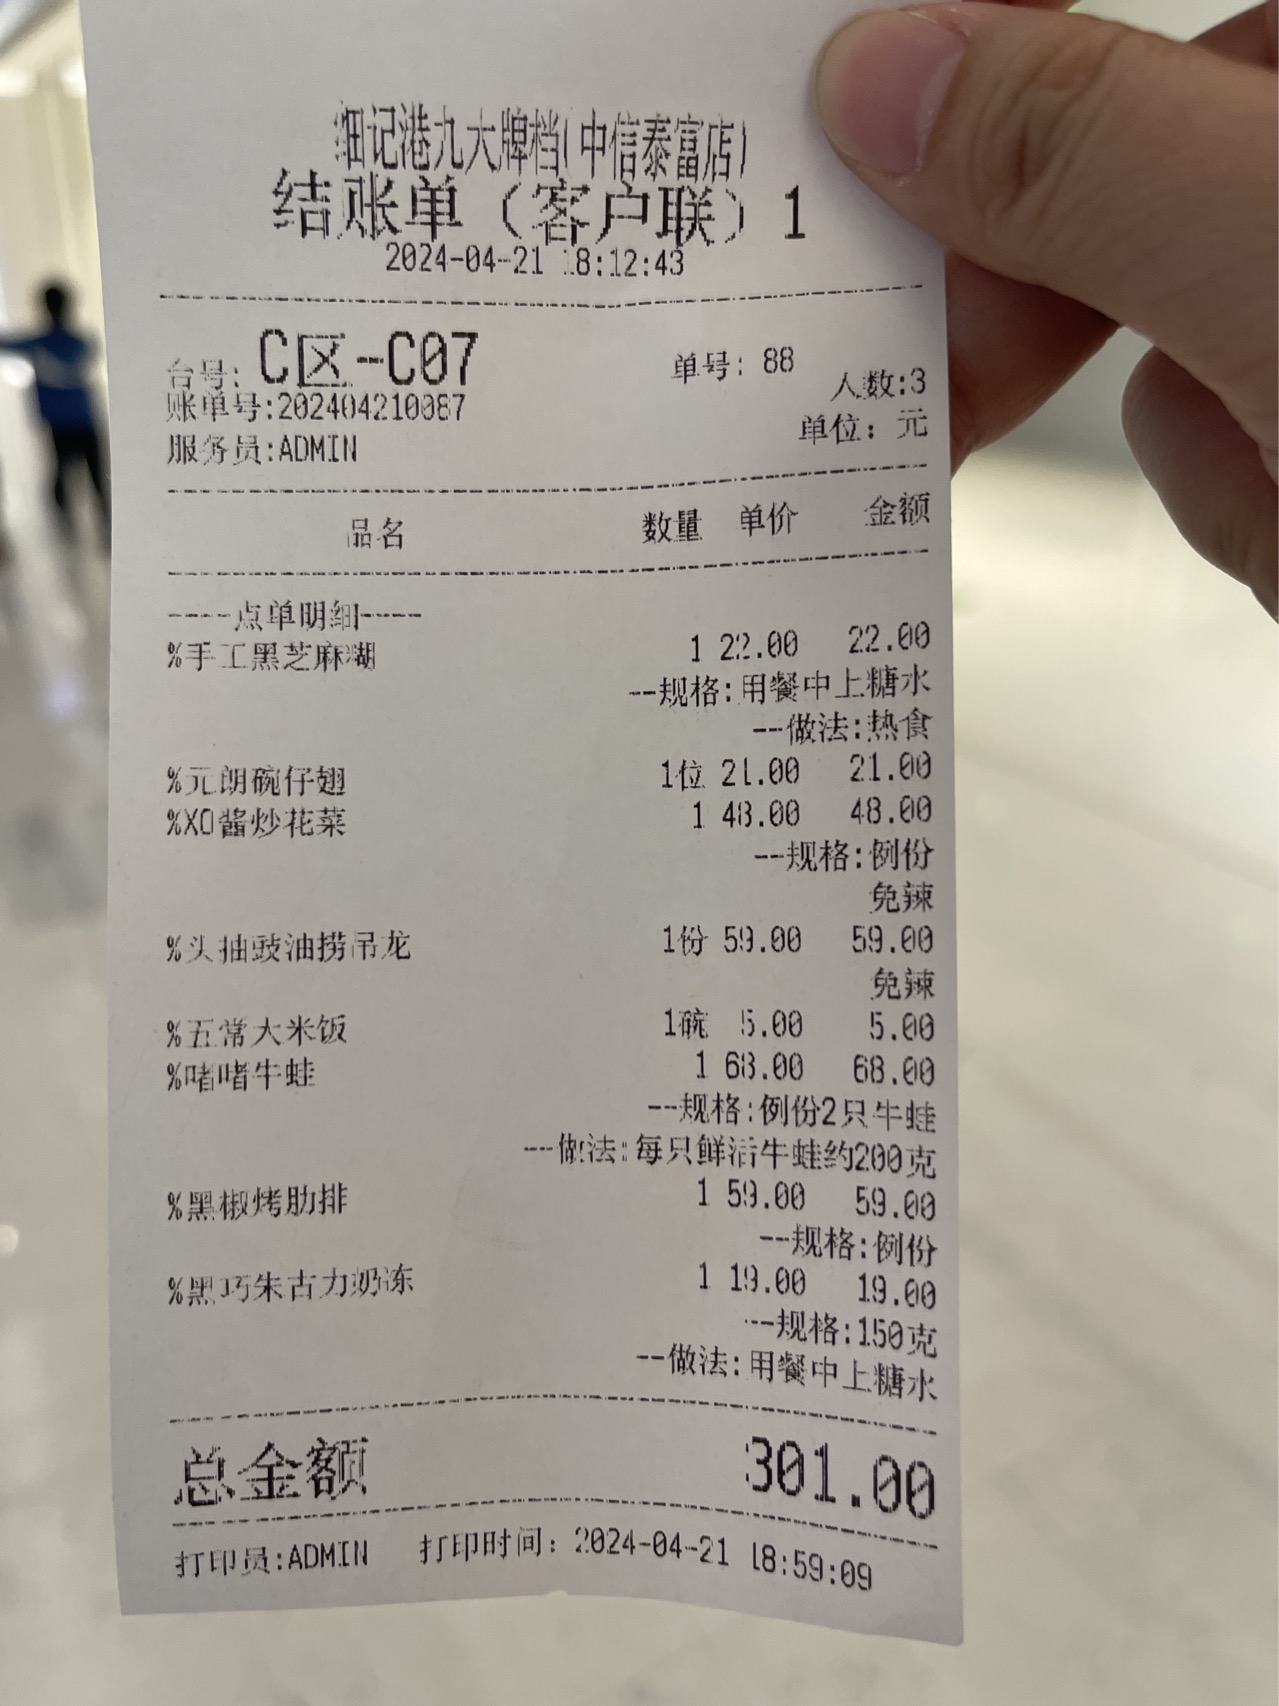 细记港九大牌档(中信泰富店)
结账单（客户联）1
2024-04-21 18:12:43
台号: C区-C07 单号: 88
人数:3
账单号:202404210087
单位: 元
服务员:ADMIN
品名 数量 单价 金额
----点单明细----
%手工黑芝麻糊 1 22.00 22.00
--规格:用餐中上糖水
--做法:热食
%元朗碗仔翅 1位 21.00 21.00
%XO酱炒花菜 1 48.00 48.00
--规格:例份
免辣
%头抽豉油捞吊龙 1份 59.00 59.00
免辣
%五常大米饭 1碗 5.00 5.00
%啫啫牛蛙 1 68.00 68.00
--规格:例份2只牛蛙
--做法:每只鲜活牛蛙约200克
%黑椒烤肋排 1 59.00 59.00
--规格:例份
%黑巧朱古力奶冻 1 19.00 19.00
--规格:150克
--做法:用餐中上糖水
总金额 301.00
打印员:ADMIN 打印时间: 2024-04-21 18:59:09